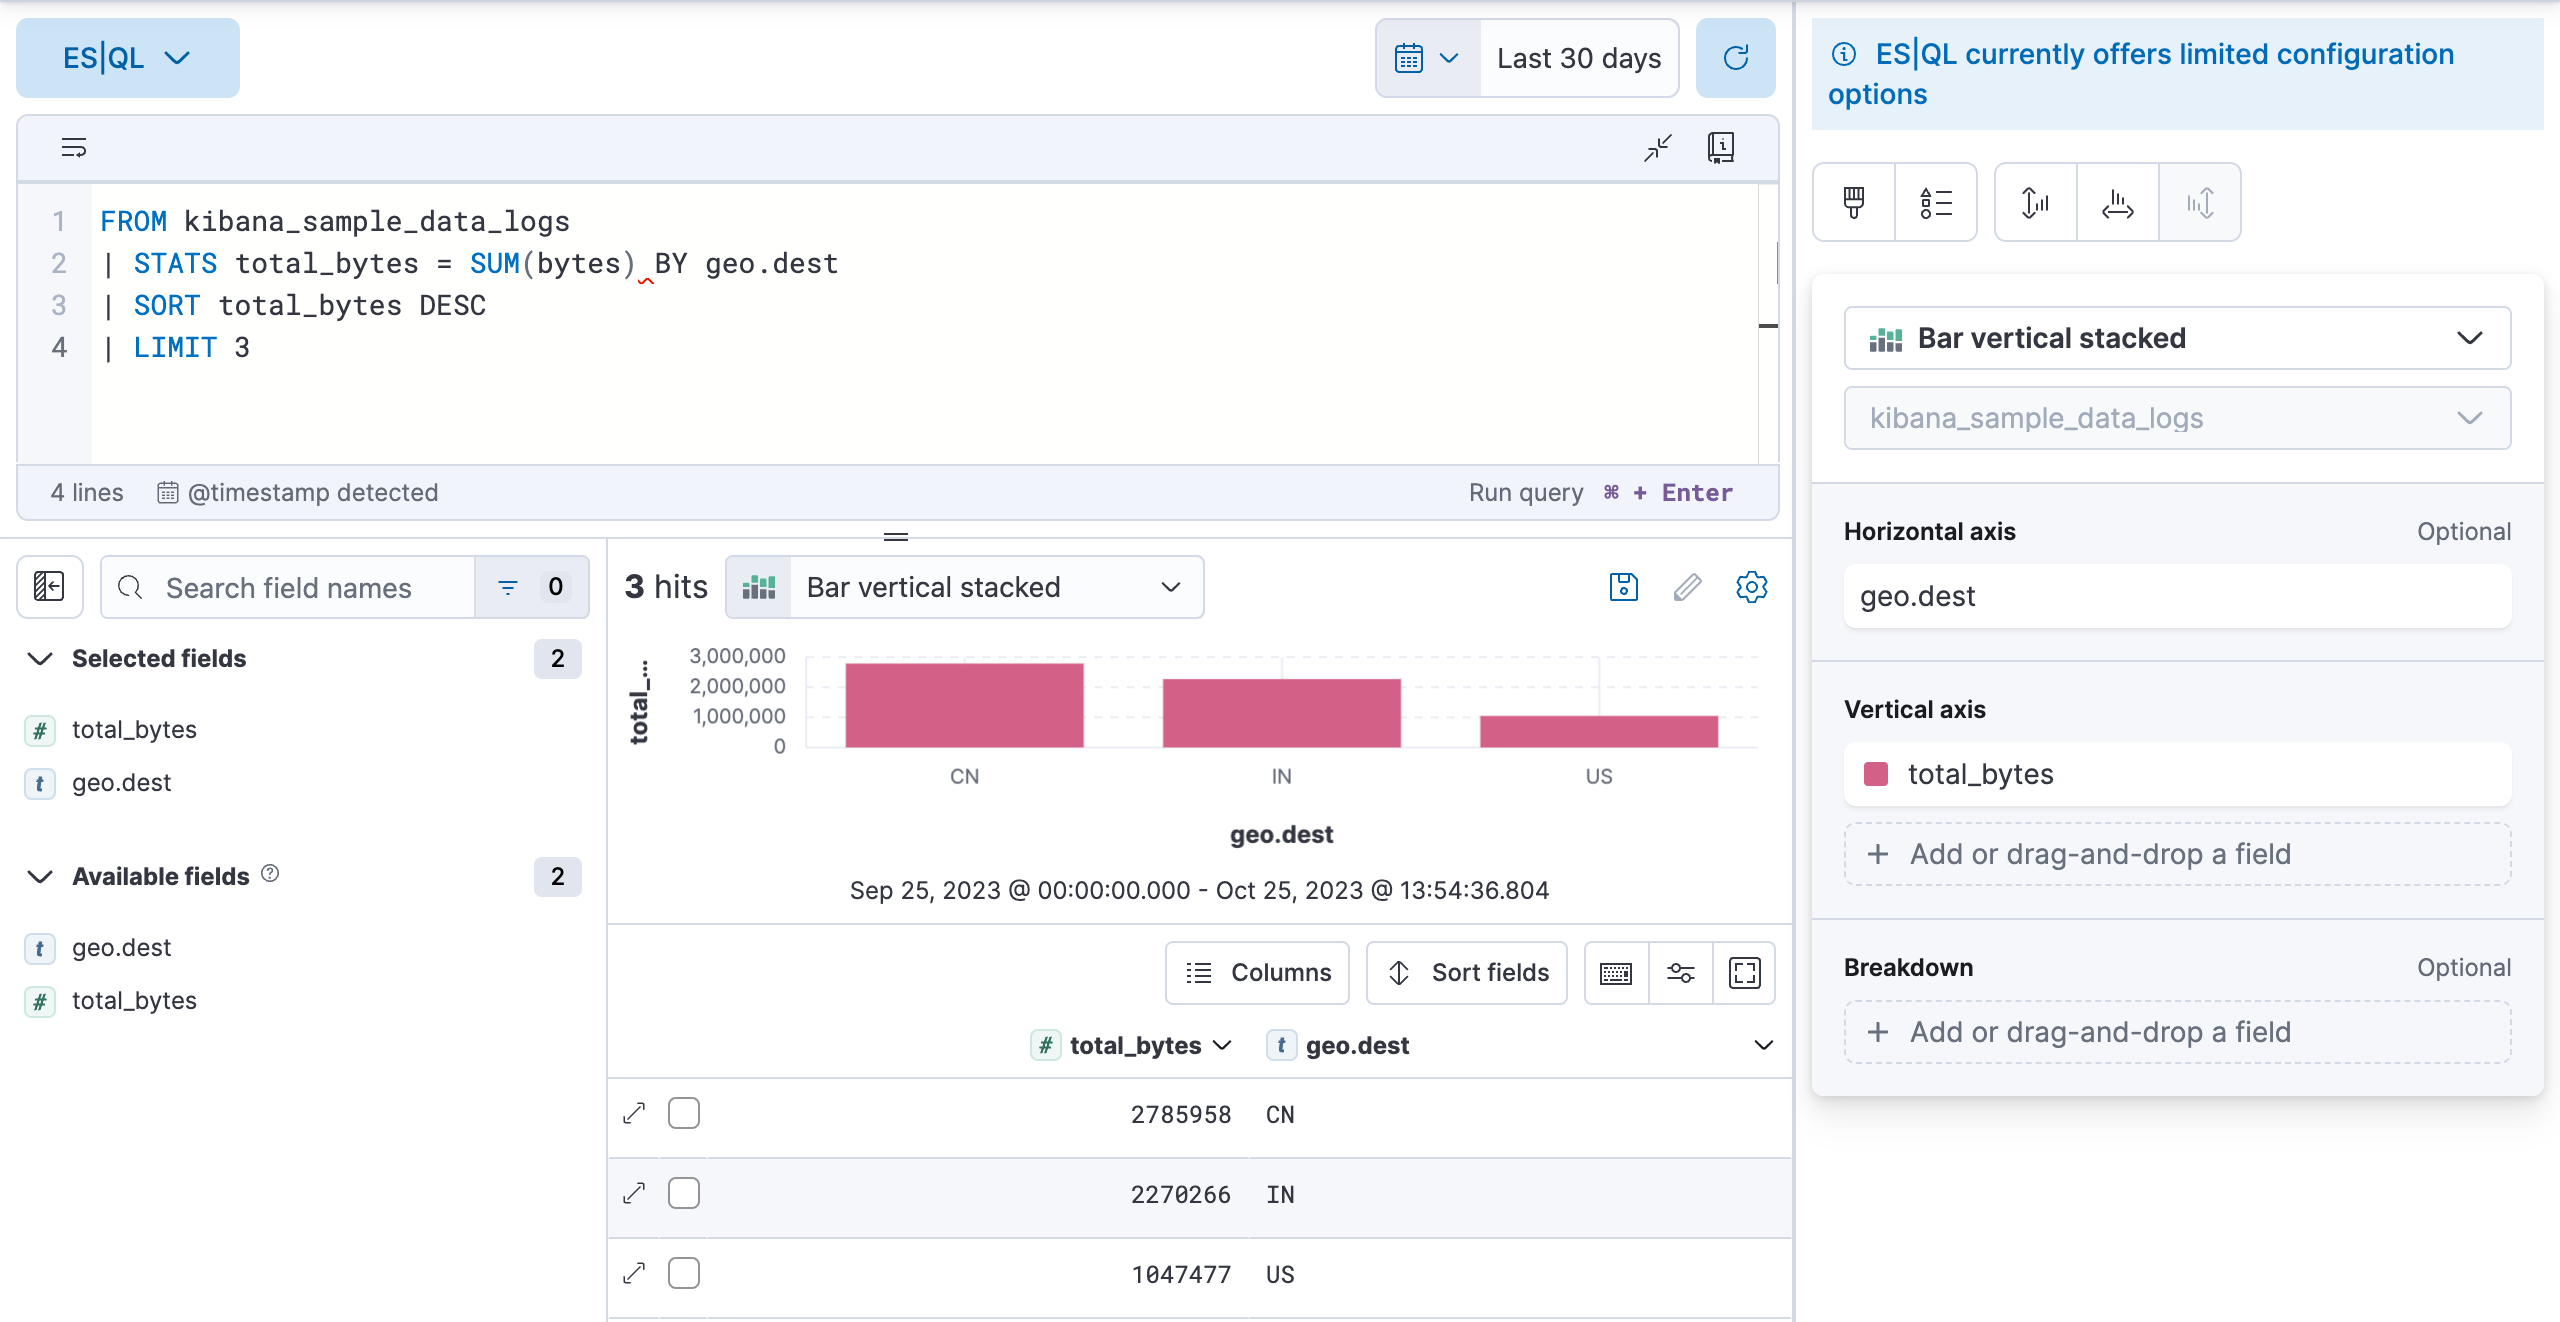 ES|QL
Last 30 days
1 FROM kibana_sample_data_logs
2 | STATS total_bytes = SUM(bytes) BY geo.dest
3 | SORT total_bytes DESC
4 | LIMIT 3
4 lines @timestamp detected Run query ⌘ + Enter
Search field names 0
Selected fields 2
# total_bytes
t geo.dest
Available fields 2
t geo.dest
# total_bytes
3 hits Bar vertical stacked
total_...
3,000,000
2,000,000
1,000,000
0
CN IN US
geo.dest
Sep 25, 2023 @ 00:00:00.000 - Oct 25, 2023 @ 13:54:36.804
Columns Sort fields
# total_bytes t geo.dest
2785958 CN
2270266 IN
1047477 US
ES|QL currently offers limited configuration
options
Bar vertical stacked
kibana_sample_data_logs
Horizontal axis Optional
geo.dest
Vertical axis
total_bytes
+ Add or drag-and-drop a field
Breakdown Optional
+ Add or drag-and-drop a field